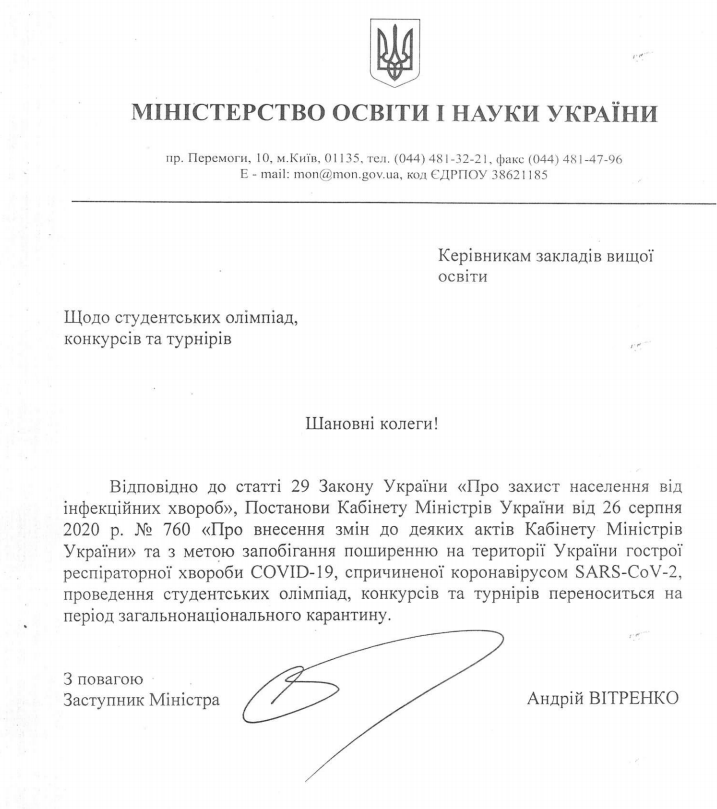 МІНІСТЕРСТВО ОСВІТИ І НАУКИ УКРАЇНИ
пр. Перемоги, 10, м.Київ, 01135, тел. (044) 481-32-21, факс (044) 481-47-96
E - mail: mon@mon.gov.ua, код ЄДРПОУ 38621185
Керівникам закладів вищої
освіти
Щодо студентських олімпіад,
конкурсів та турнірів
Шановні колеги!
Відповідно до статті 29 Закону України «Про захист населення від
інфекційних хвороб», Постанови Кабінету Міністрів України від 26 серпня
2020 р. № 760 «Про внесення змін до деяких актів Кабінету Міністрів
України» та з метою запобігання поширенню на території України гострої
респіраторної хвороби COVID-19, спричиненої коронавірусом SARS-CoV-2,
проведення студентських олімпіад, конкурсів та турнірів переноситься на
період загальнонаціонального карантину.
З повагою
Заступник Міністра Андрій ВІТРЕНКО